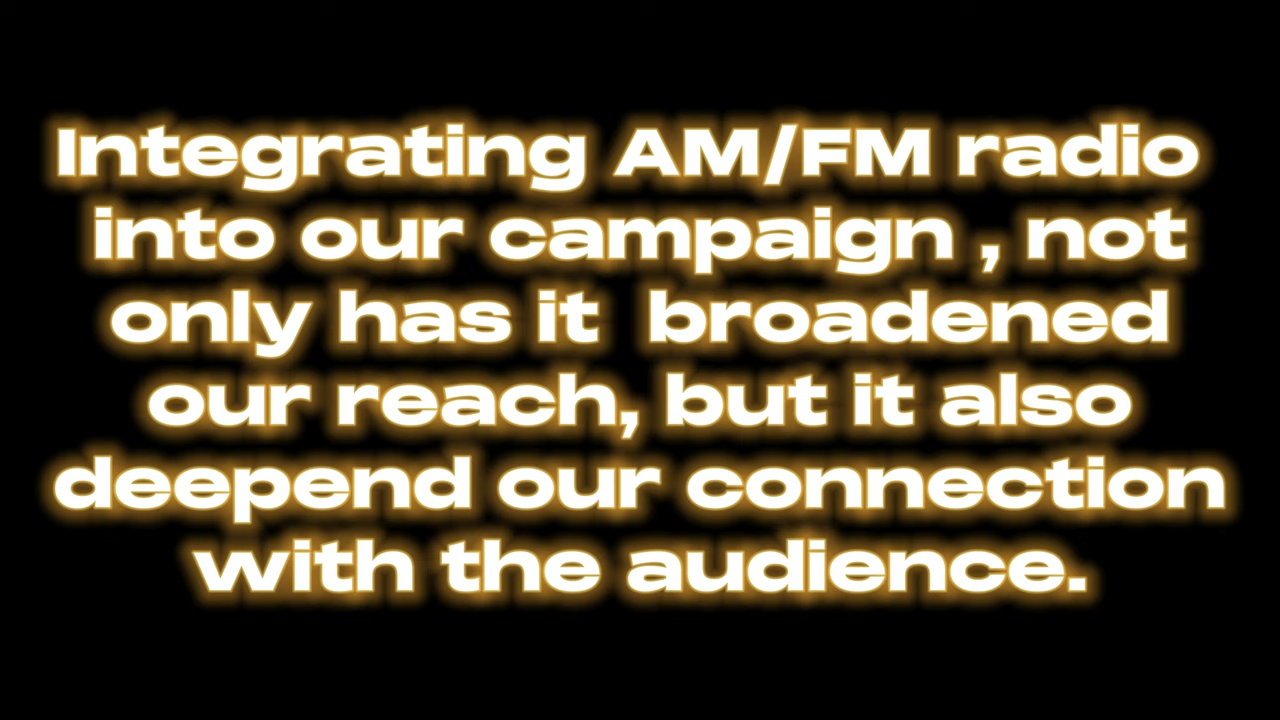 Integrating AM/FM radio
into our campaign , not
only has it  broadened
our reach, but it also
deepend our connection
with the audience.